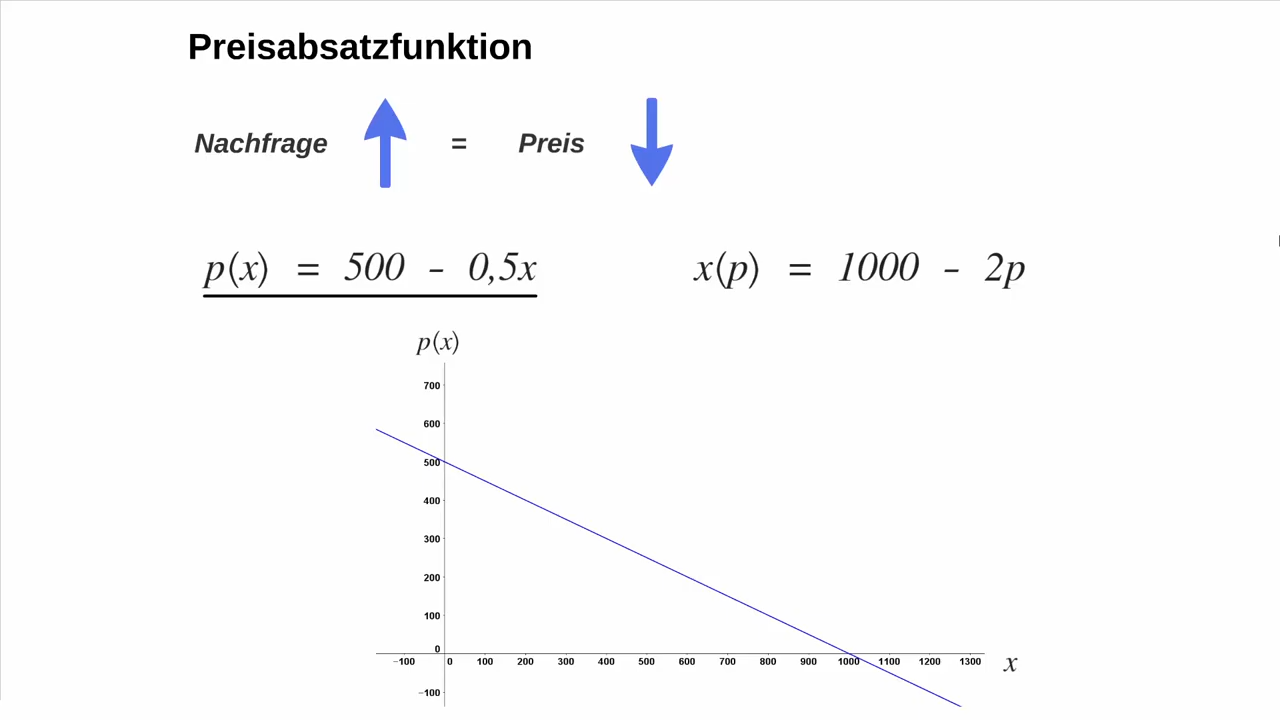 Preisabsatzfunktion
Nachfrage = Preis
p(x) = 500 - 0,5x
x(p) = 1000 - 2p
p(x)
700
600
500
400
300
200
100
0
−100 0 100 200 300 400 500 600 700 800 900 1000 1100 1200 1300 x
−100